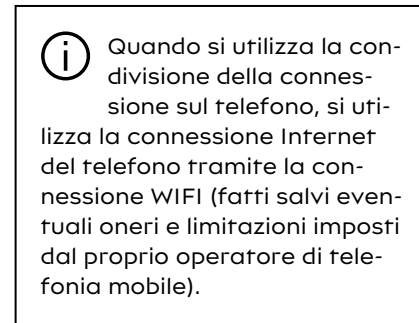 Quando si utilizza la con-
divisione della connes-
sione sul telefono, si uti-
lizza la connessione Internet
del telefono tramite la con-
nessione WIFI (fatti salvi even-
tuali oneri e limitazioni imposti
dal proprio operatore di tele-
fonia mobile).